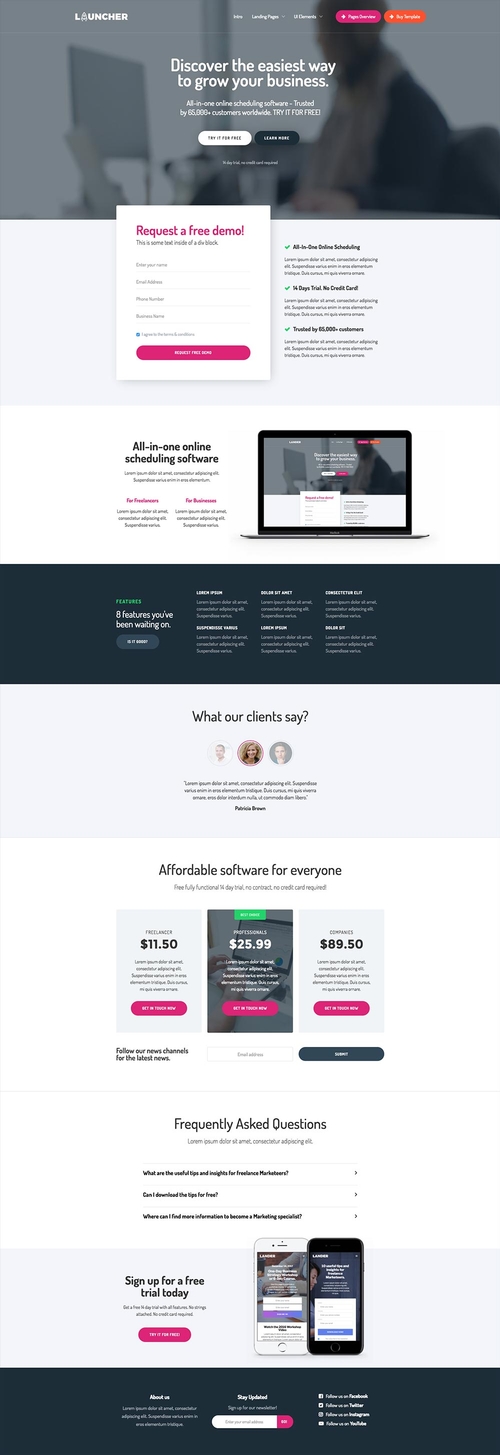 LAUNCHER
Intro
Landing Pages
UI Elements
Pages Overview
Buy Template
Discover the easiest way
to grow your business.
All-in-one online scheduling software – Trusted
by 65,000+ customers worldwide. TRY IT FOR FREE!
TRY IT FOR FREE
LEARN MORE
14 day trial, no credit card required
Request a free demo!
This is some text inside of a div block.
Enter your name
Email Address
Phone Number
Business Name
I agree to the terms & conditions
REQUEST FREE DEMO
All-In-One Online Scheduling
Lorem ipsum dolor sit amet, consectetur adipiscing
elit. Suspendisse varius enim in eros elementum
tristique. Duis cursus, mi quis viverra ornare.
14 Days Trial. No Credit Card!
Lorem ipsum dolor sit amet, consectetur adipiscing
elit. Suspendisse varius enim in eros elementum
tristique. Duis cursus, mi quis viverra ornare.
Trusted by 65,000+ customers
Lorem ipsum dolor sit amet, consectetur adipiscing
elit. Suspendisse varius enim in eros elementum
tristique. Duis cursus, mi quis viverra ornare.
All-in-one online
scheduling software
Lorem ipsum dolor sit amet, consectetur adipiscing elit.
Suspendisse varius enim in eros elementum.
For Freelancers
Lorem ipsum dolor sit amet,
consectetur adipiscing elit.
Suspendisse varius.
For Businesses
Lorem ipsum dolor sit amet,
consectetur adipiscing elit.
Suspendisse varius.
Discover the easiest way
to grow your business.
Request a free demo!
FEATURES
8 features you've
been waiting on.
IS IT GOOD?
LOREM IPSUM
Lorem ipsum dolor sit amet,
consectetur adipiscing elit.
Suspendisse varius.
DOLOR SIT AMET
Lorem ipsum dolor sit amet,
consectetur adipiscing elit.
Suspendisse varius.
CONSECTETUR ELIT
Lorem ipsum dolor sit amet,
consectetur adipiscing elit.
Suspendisse varius.
SUSPENDISSE VARIUS
Lorem ipsum dolor sit amet,
consectetur adipiscing elit.
Suspendisse varius.
LOREM IPSUM
Lorem ipsum dolor sit amet,
consectetur adipiscing elit.
Suspendisse varius.
DOLOR SIT
Lorem ipsum dolor sit amet,
consectetur adipiscing elit.
Suspendisse varius.
What our clients say?
"Lorem ipsum dolor sit amet, consectetur adipiscing elit. Suspendisse
varius enim in eros elementum tristique. Duis cursus, mi quis viverra
ornare, eros dolor interdum nulla, ut commodo diam libero."
Patricia Brown
Affordable software for everyone
Free fully functional 14 day trial, no contract, no credit card required!
FREELANCER
$11.50
Lorem ipsum dolor sit amet,
consectetur adipiscing elit.
Suspendisse varius enim in eros
elementum tristique. Duis cursus,
mi quis viverra ornare.
GET IN TOUCH NOW
PROFESSIONALS
$25.99
Lorem ipsum dolor sit amet,
consectetur adipiscing elit.
Suspendisse varius enim in eros
elementum tristique. Duis cursus,
mi quis viverra ornare.
GET IN TOUCH NOW
COMPANIES
$89.50
Lorem ipsum dolor sit amet,
consectetur adipiscing elit.
Suspendisse varius enim in eros
elementum tristique. Duis cursus,
mi quis viverra ornare.
GET IN TOUCH NOW
Follow our news channels
for the latest news.
Email address
SUBMIT
Frequently Asked Questions
Lorem ipsum dolor sit amet, consectetur adipiscing elit.
What are the useful tips and insights for Freelance Marketeers?
Can I download the tips for free?
Where can I find more information to become a Marketing specialist?
Sign up for a free
trial today
Get a free 14-day trial with all features. No strings
attached. No credit card required.
TRY IT FOR FREE!
LANDER
LANDER
10 useful tips and
insights for
Freelance
Marketeers.
About us
Lorem ipsum dolor sit amet,
consectetur adipiscing elit enim in
eros.
Stay Updated
Sign up for our newsletter!
Enter your email address
GO!
Follow us on Facebook
Follow us on Twitter
Follow us on Instagram
Follow us on YouTube